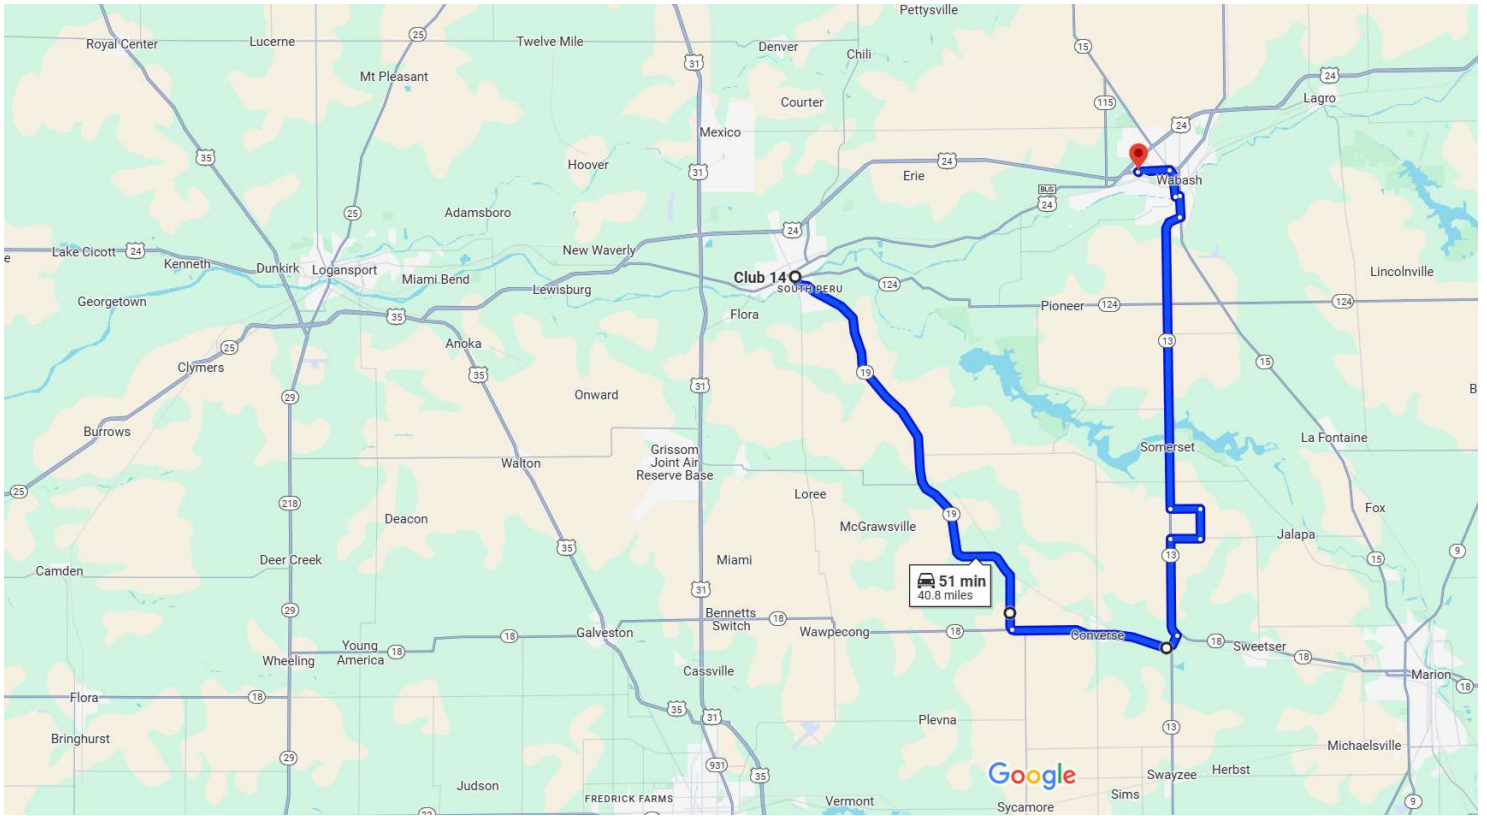 Pettysville
Royal Center
Lucerne
25
Twelve Mile
Denver
Chili
15
31
24
Mt Pleasant
Courter
115
Lagro
Mexico
24
35
Hoover
31
24
Erie
Wabash
BUS
24
25
Adamsboro
24
Lake Cicott
24
Kenneth
New Waverly
Dunkirk
Logansport
Miami Bend
Club 14
SOUTH PERU
Lincolnville
Lewisburg
124
Georgetown
Flora
Pioneer
124
124
35
25
Anoka
13
Clymers
35
19
15
31
29
Onward
B
Burrows
La Fontaine
Grissom
Joint Air
Reserve Base
Somerset
Walton
25
Loree
218
Fox
Deacon
McGrawsville
19
Jalapa
35
13
9
Deer Creek
Miami
15
Camden
51 min
40.8 miles
31
29
Bennetts
Switch
18
Galveston
Wawpecong
18
Converse
18
Sweetser
18
18
Young
America
18
Wheeling
Cassville
Marion
18
Flora
18
35
31
Plevna
13
Bringhurst
Michaelsville
29
931
35
Google
Swayzee
Herbst
Judson
FREDRICK FARMS
Vermont
Sycamore
Sims
9